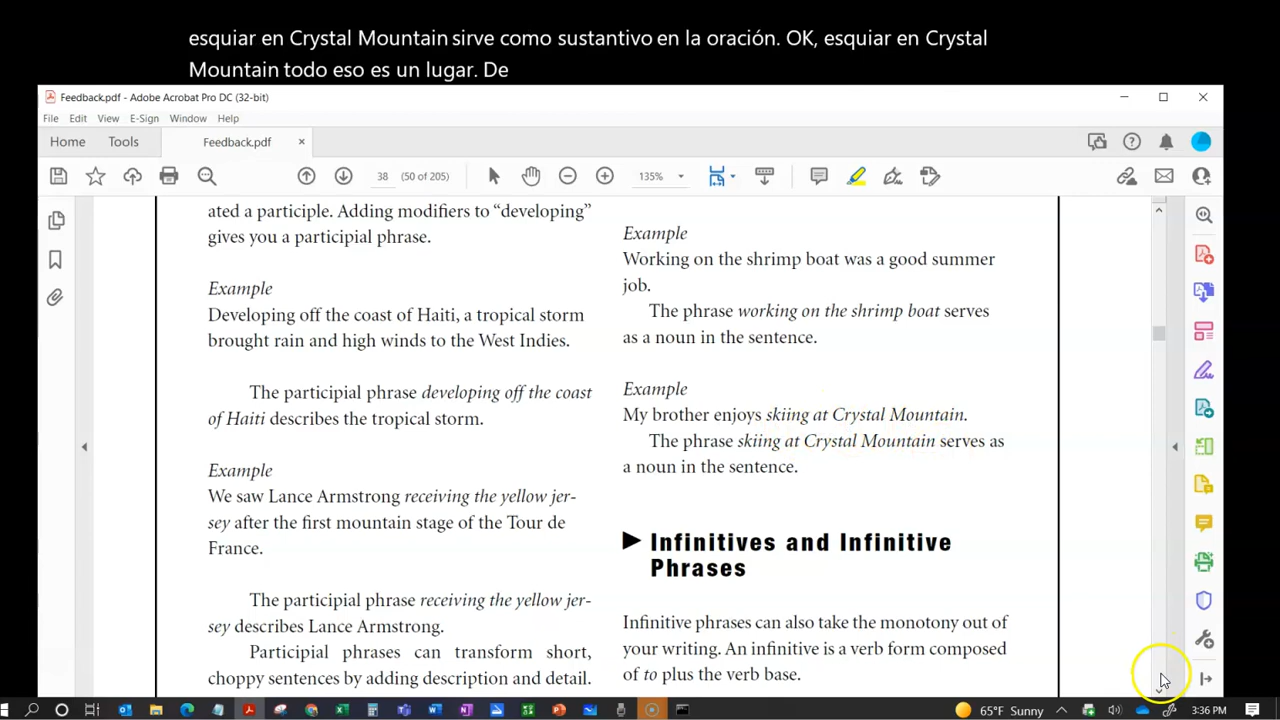 esquiar en Crystal Mountain sirve como sustantivo en la oración. OK, esquiar en Crystal
Mountain todo eso es un lugar. De
Feedback.pdf - Adobe Acrobat Pro DC (32-bit)
File Edit View E-Sign Window Help
Home Tools Feedback.pdf ×
38 (50 of 205) 135%
ated a participle. Adding modifiers to “developing”
gives you a participial phrase.
Example
Developing off the coast of Haiti, a tropical storm
brought rain and high winds to the West Indies.
The participial phrase developing off the coast
of Haiti describes the tropical storm.
Example
We saw Lance Armstrong receiving the yellow jer-
sey after the first mountain stage of the Tour de
France.
The participial phrase receiving the yellow jer-
sey describes Lance Armstrong.
Participial phrases can transform short,
choppy sentences by adding description and detail.
Example
Working on the shrimp boat was a good summer
job.
The phrase working on the shrimp boat serves
as a noun in the sentence.
Example
My brother enjoys skiing at Crystal Mountain.
The phrase skiing at Crystal Mountain serves as
a noun in the sentence.
Infinitives and Infinitive
Phrases
Infinitive phrases can also take the monotony out of
your writing. An infinitive is a verb form composed
of to plus the verb base.
65°F Sunny 3:36 PM